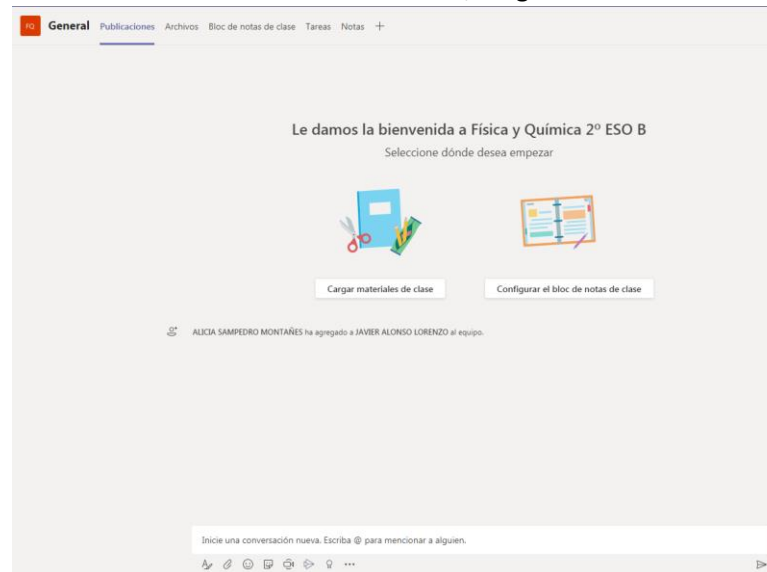 FQ General Publicaciones Archivos Bloc de notas de clase Tareas Notas
Le damos la bienvenida a Física y Química 2º ESO B
Seleccione dónde desea empezar
Cargar materiales de clase Configurar el bloc de notas de clase
ALICIA SAMPEDRO MONTAÑES ha agregado a JAVIER ALONSO LORENZO al equipo.
Inicie una conversación nueva. Escriba @ para mencionar a alguien.